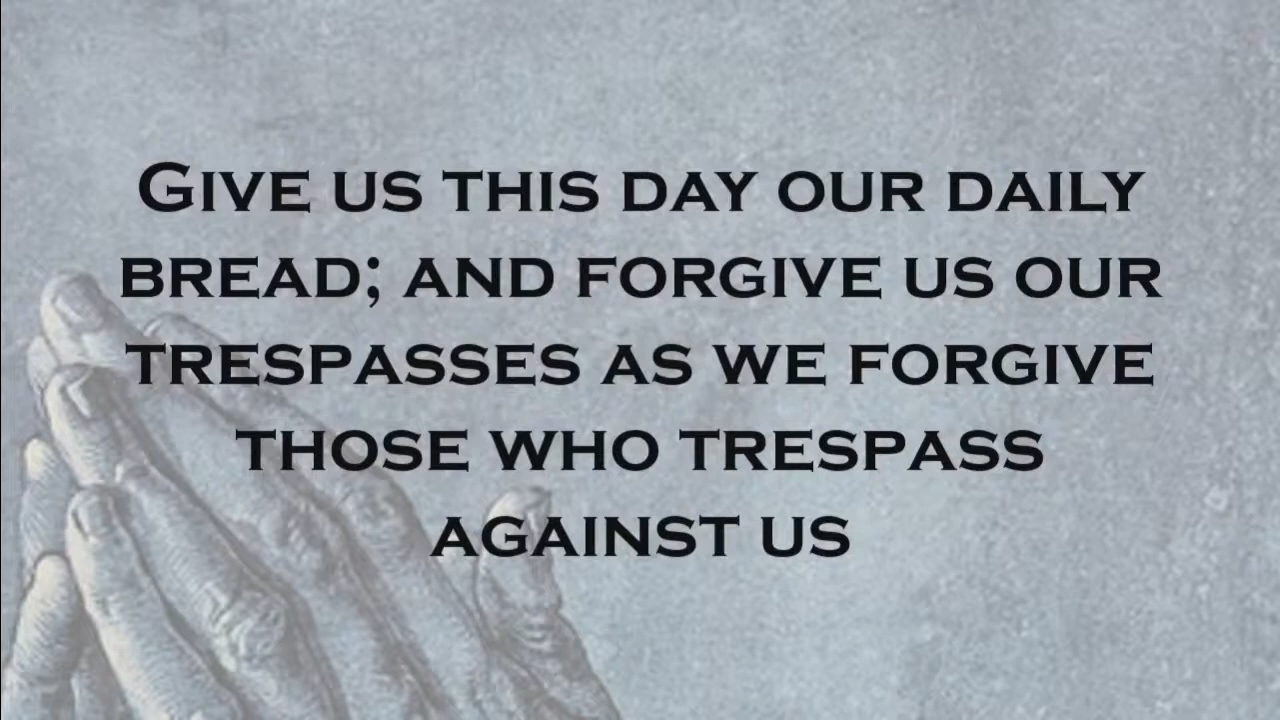 Give us this day our daily
bread; and forgive us our
trespasses as we forgive
those who trespass
against us